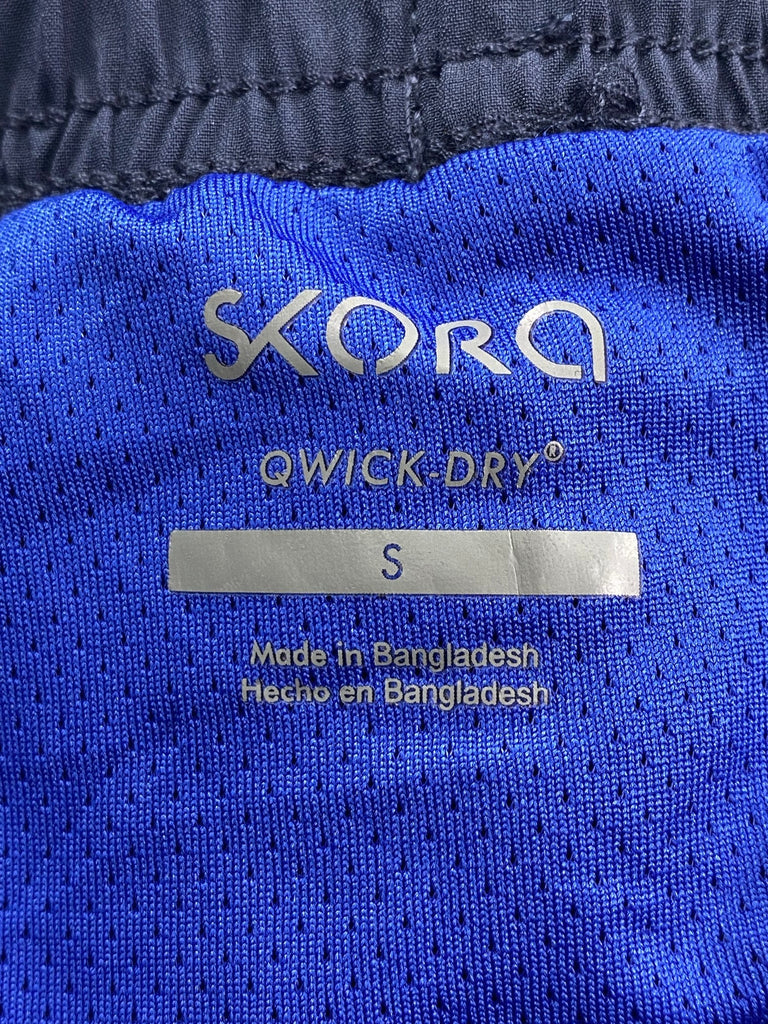 SKORA
QWICK-DRY®
S
Made in Bangladesh
Hecho en Bangladesh